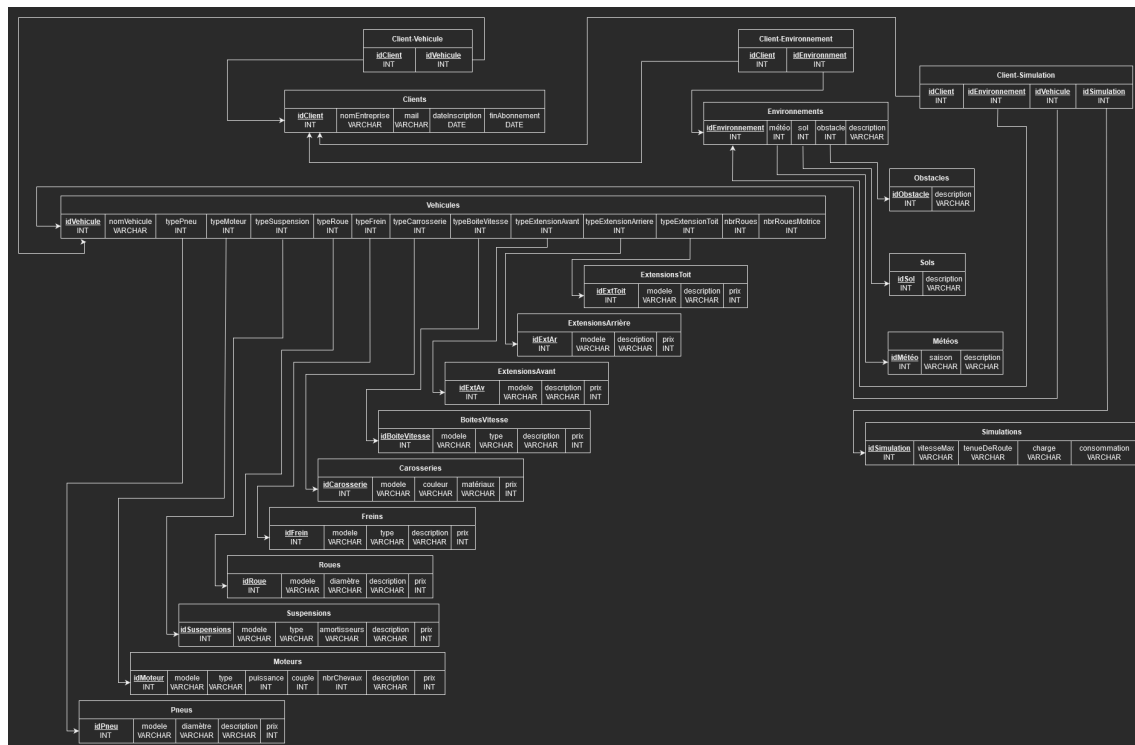 Client-Vehicule
idClient idVehicule
INT INT
Client-Environnement
idClient idEnvironnment
INT INT
Client-Simulation
idClient idEnvironnement idVehicule idSimulation
INT INT INT INT
Clients
idClient nomEntreprise mail dateInscription finAbonnement
INT VARCHAR VARCHAR DATE DATE
Environnements
idEnvironnement météo sol obstacle description
INT INT INT INT VARCHAR
Obstacles
idObstacle description
INT VARCHAR
Vehicules
idVehicule nomVehicule typePneu typeMoteur typeSuspension typeRoue typeFrein typeCarrosserie typeBoiteVitesse typeExtensionAvant typeExtensionArriere typeExtensionToit nbrRoues nbrRouesMotrice
INT VARCHAR INT INT INT INT INT INT INT INT INT INT INT INT
Sols
idSol description
INT VARCHAR
ExtensionsToit
idExtToit modele description prix
INT VARCHAR VARCHAR INT
ExtensionsArrière
idExtAr modele description prix
INT VARCHAR VARCHAR INT
Météos
idMétéo saison description
INT VARCHAR VARCHAR
ExtensionsAvant
idExtAv modele description prix
INT VARCHAR VARCHAR INT
BoitesVitesse
idBoiteVitesse modele type description prix
INT VARCHAR VARCHAR VARCHAR INT
Simulations
idSimulation vitesseMax tenueDeRoute charge consommation
INT VARCHAR VARCHAR VARCHAR VARCHAR
Carosseries
idCarosserie modele couleur matériaux prix
INT VARCHAR VARCHAR VARCHAR INT
Freins
idFrein modele type description prix
INT VARCHAR VARCHAR VARCHAR INT
Roues
idRoue modele diamètre description prix
INT VARCHAR VARCHAR VARCHAR INT
Suspensions
idSuspensions modele type amortisseurs description prix
INT VARCHAR VARCHAR VARCHAR VARCHAR INT
Moteurs
idMoteur modele type puissance couple nbrChevaux description prix
INT VARCHAR VARCHAR INT INT INT VARCHAR INT
Pneus
idPneu modele diamètre description prix
INT VARCHAR VARCHAR VARCHAR INT